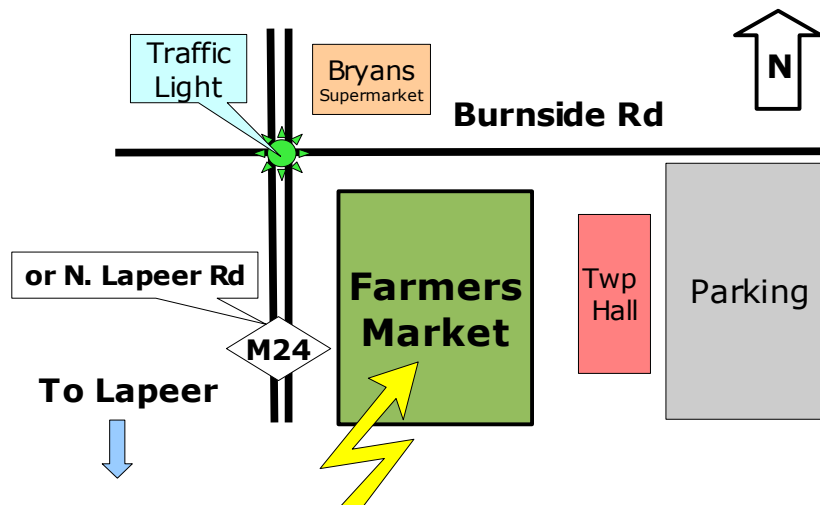 Traffic
Light
Bryans
Supermarket
N
Burnside Rd
or N. Lapeer Rd
M24
Farmers
Market
Twp
Hall
Parking
To Lapeer